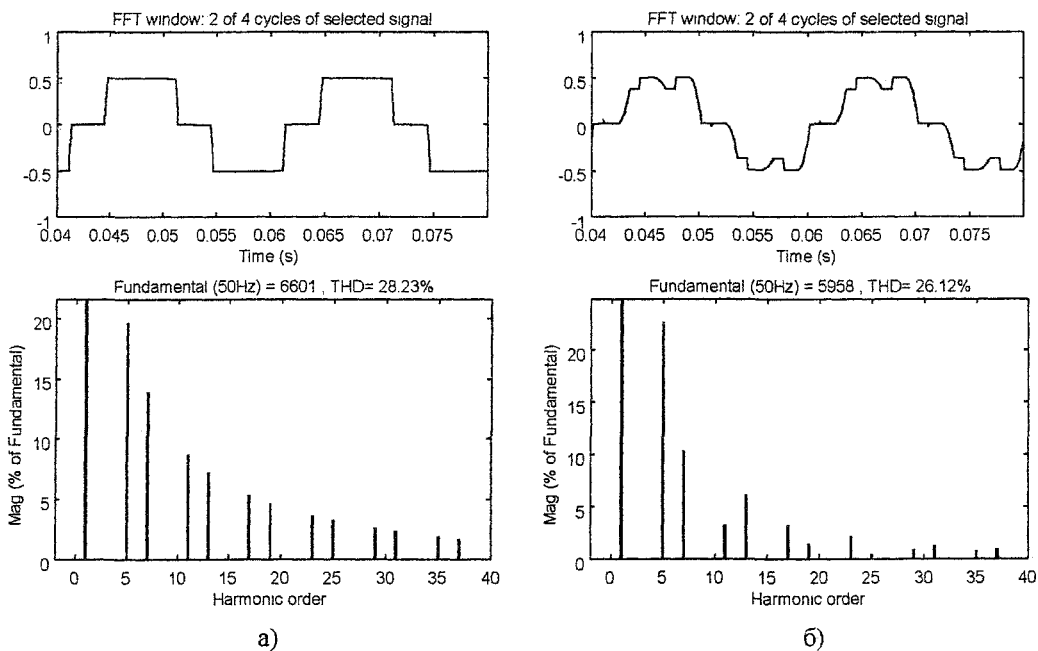 FFT window: 2 of 4 cycles of selected signal
1
0.5
0
-0.5
-1
0.04 0.045 0.05 0.055 0.06 0.065 0.07 0.075
Time (s)
Fundamental (50Hz) = 6601 , THD= 28.23%
20
15
10
5
0
Mag (% of Fundamental)
0 5 10 15 20 25 30 35 40
Harmonic order
а)
FFT window: 2 of 4 cycles of selected signal
1
0.5
0
-0.5
-1
0.04 0.045 0.05 0.055 0.06 0.065 0.07 0.075
Time (s)
Fundamental (50Hz) = 5958 , THD= 26.12%
20
15
10
5
0
Mag (% of Fundamental)
0 5 10 15 20 25 30 35 40
Harmonic order
б)